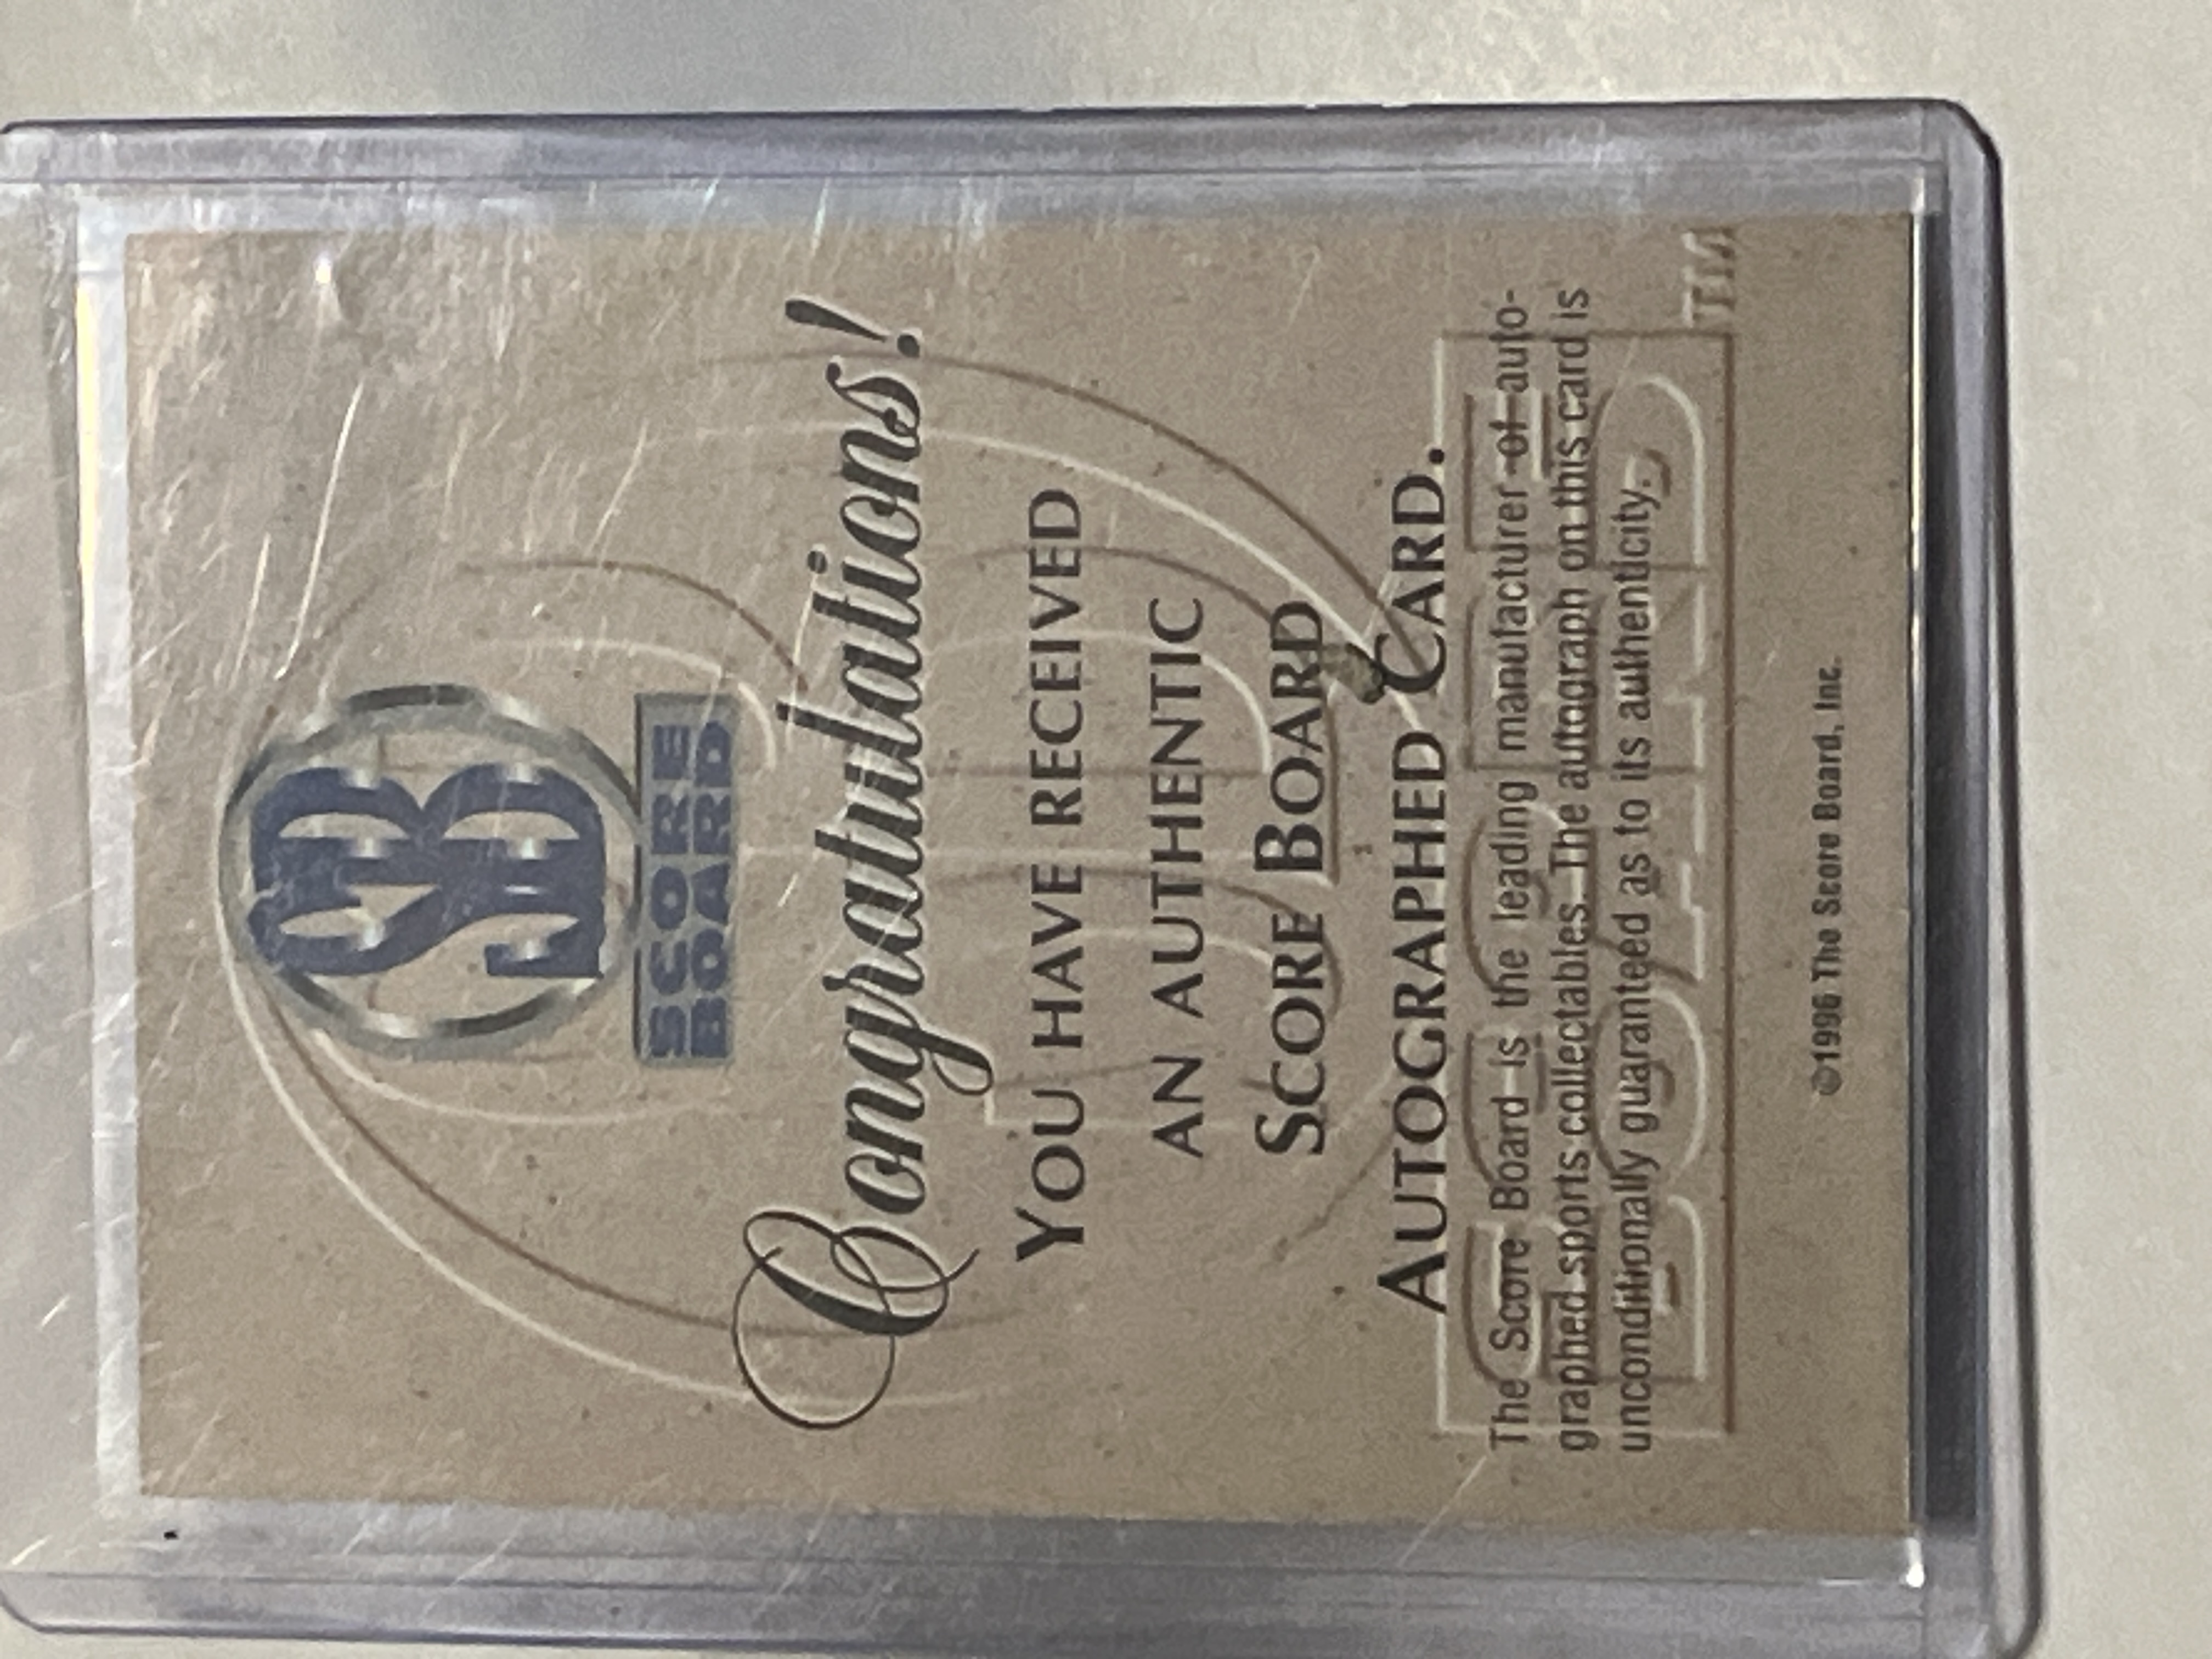 SB
SCORE
BOARD
Congratulations!
YOU HAVE RECEIVED
AN AUTHENTIC
SCORE BOARD
AUTOGRAPHED CARD.
The Score Board is the leading manufacturer of auto-
graphed sports collectables. The autograph on this card is
unconditionally guaranteed as to its authenticity.
TM
©1996 The Score Board, Inc.